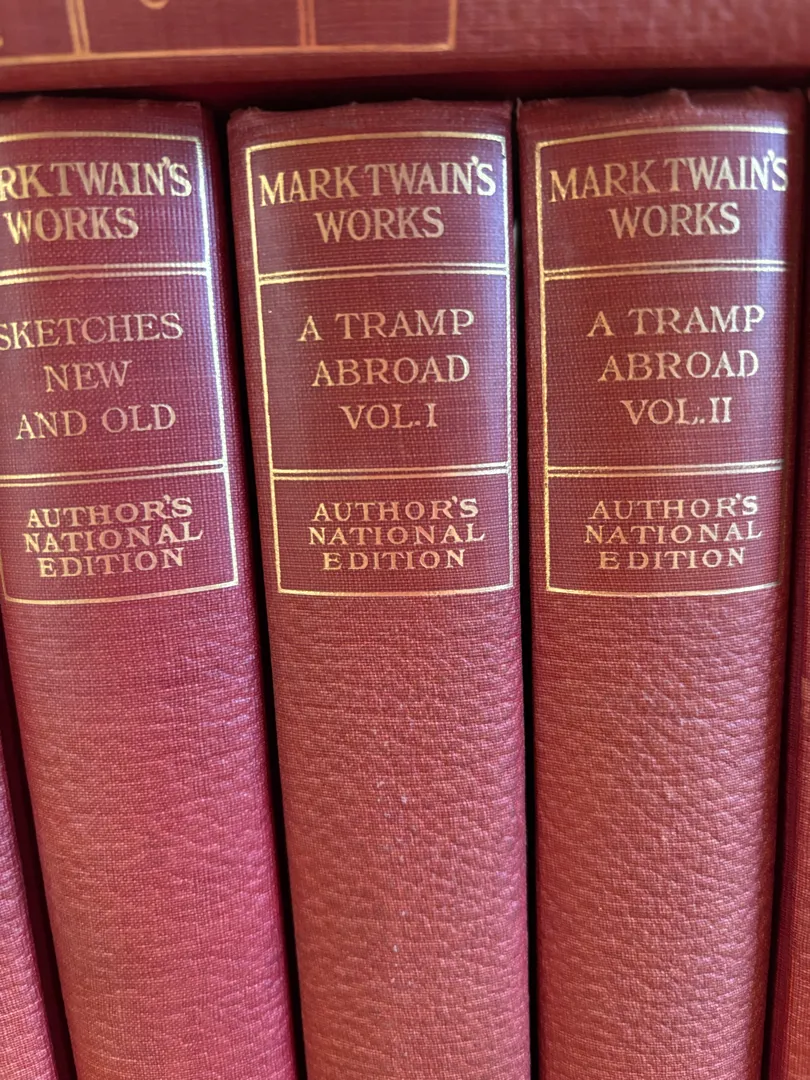 RK TWAIN'S
WORKS
SKETCHES
NEW
AND OLD
AUTHOR'S
NATIONAL
EDITION
MARK TWAIN'S
WORKS
A TRAMP
ABROAD
VOL.I
AUTHOR'S
NATIONAL
EDITION
MARK TWAIN'S
WORKS
A TRAMP
ABROAD
VOL.II
AUTHOR'S
NATIONAL
EDITION